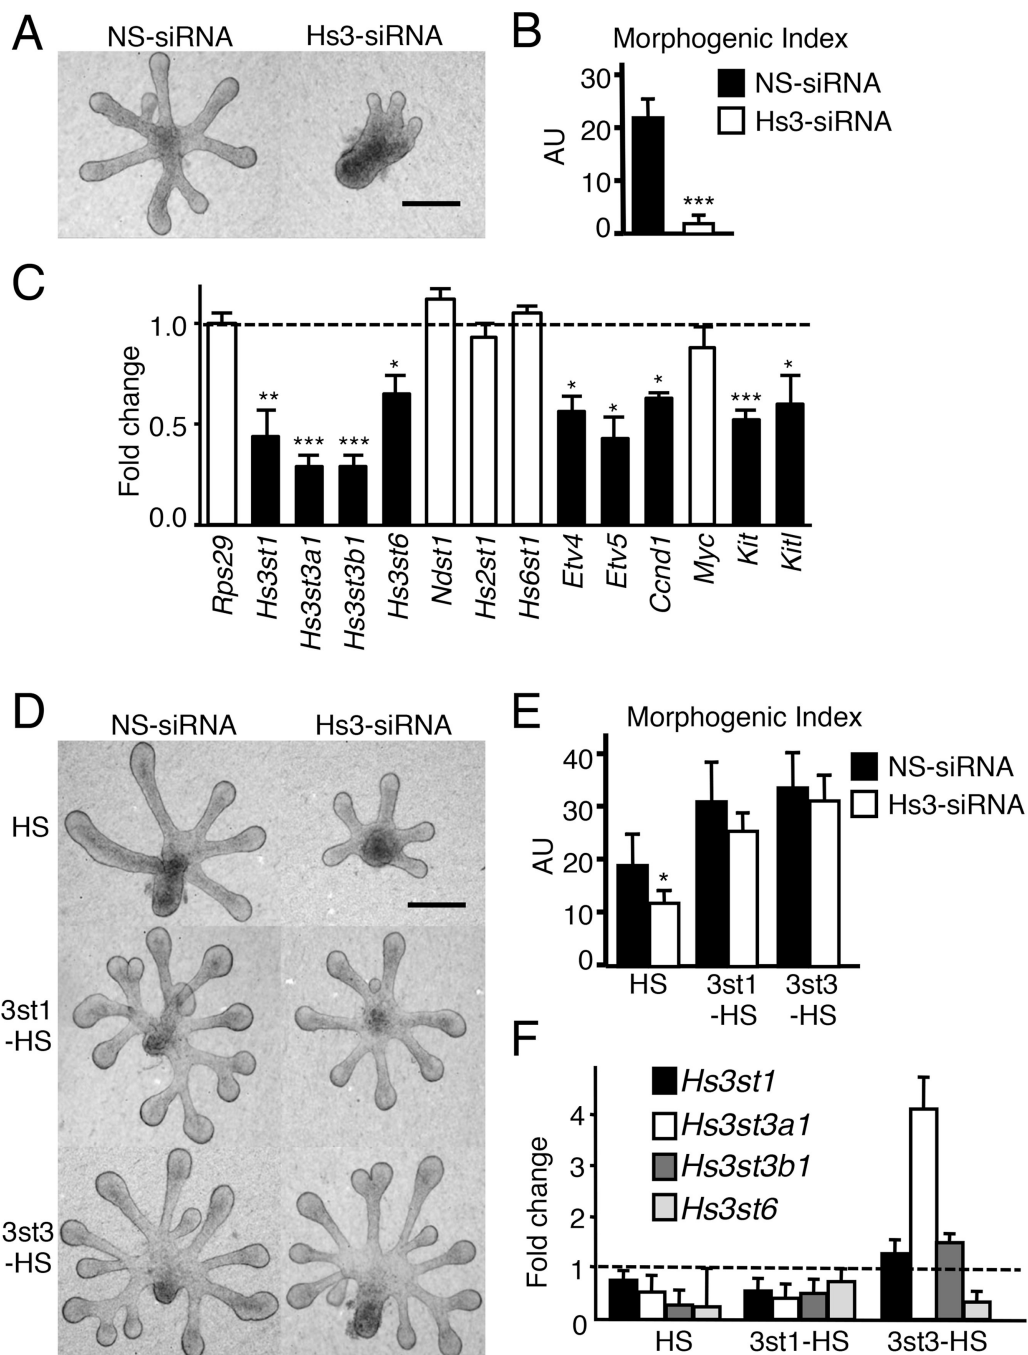 A
NS-siRNA
Hs3-siRNA
B
Morphogenic Index
NS-siRNA
Hs3-siRNA
AU
30
20
10
0
***
C
Fold change
1.0
0.5
0.0
**
***
***
*
*
*
*
***
*
Rps29
Hs3st1
Hs3st3a1
Hs3st3b1
Hs3st6
Ndst1
Hs2st1
Hs6st1
Etv4
Etv5
Ccnd1
Myc
Kit
Kitl
D
NS-siRNA
Hs3-siRNA
HS
3st1
-HS
3st3
-HS
E
Morphogenic Index
NS-siRNA
Hs3-siRNA
AU
40
30
20
10
0
*
HS
3st1
-HS
3st3
-HS
F
Hs3st1
Hs3st3a1
Hs3st3b1
Hs3st6
Fold change
4
3
2
1
0
HS
3st1-HS
3st3-HS